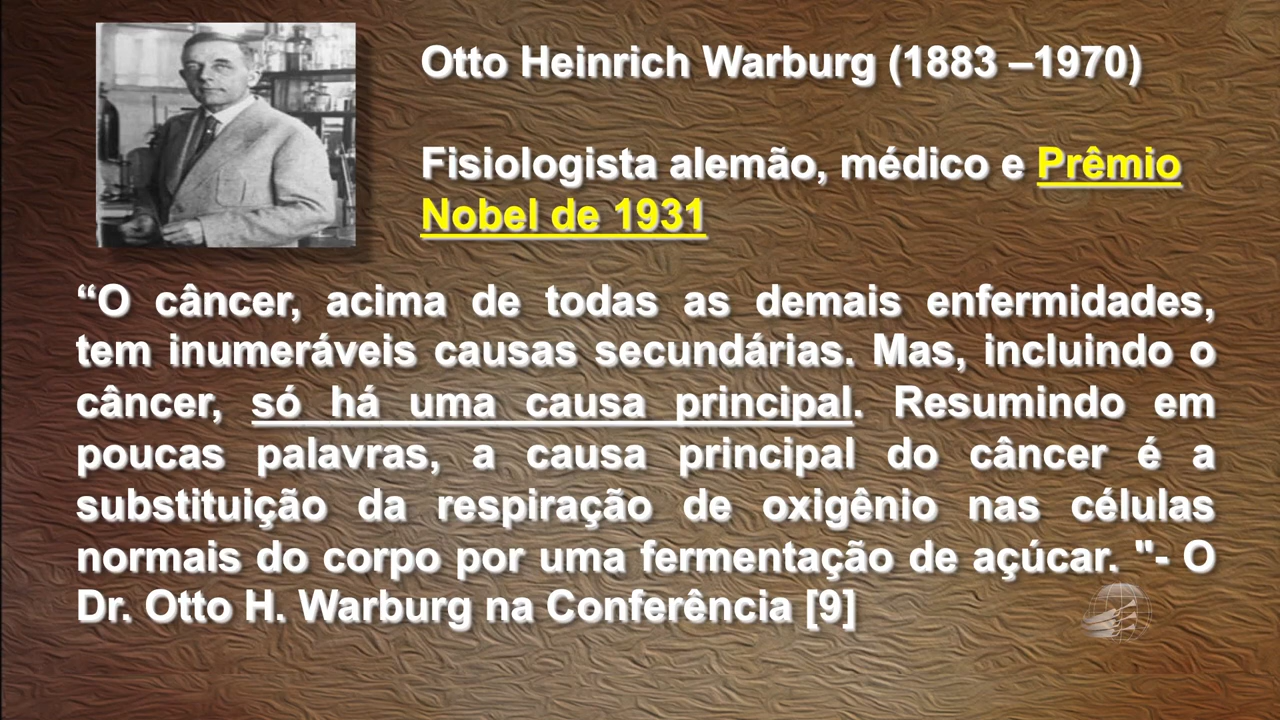 Otto Heinrich Warburg (1883 –1970)
Fisiologista alemão, médico e Prêmio
Nobel de 1931
“O câncer, acima de todas as demais enfermidades,
tem inumeráveis causas secundárias. Mas, incluindo o
câncer, só há uma causa principal. Resumindo em
poucas palavras, a causa principal do câncer é a
substituição da respiração de oxigênio nas células
normais do corpo por uma fermentação de açúcar. "- O
Dr. Otto H. Warburg na Conferência [9]